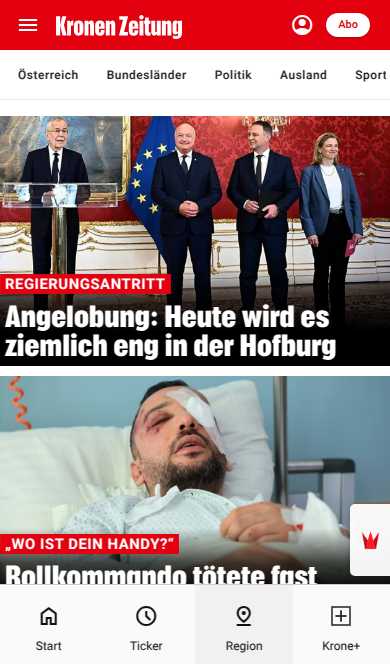 Kronen Zeitung
Abo
Österreich Bundesländer Politik Ausland Sport
REGIERUNGSANTRITT
Angelobung: Heute wird es
ziemlich eng in der Hofburg
„WO IST DEIN HANDY?“
Rollkommando tötete fast
Start Ticker Region Krone+